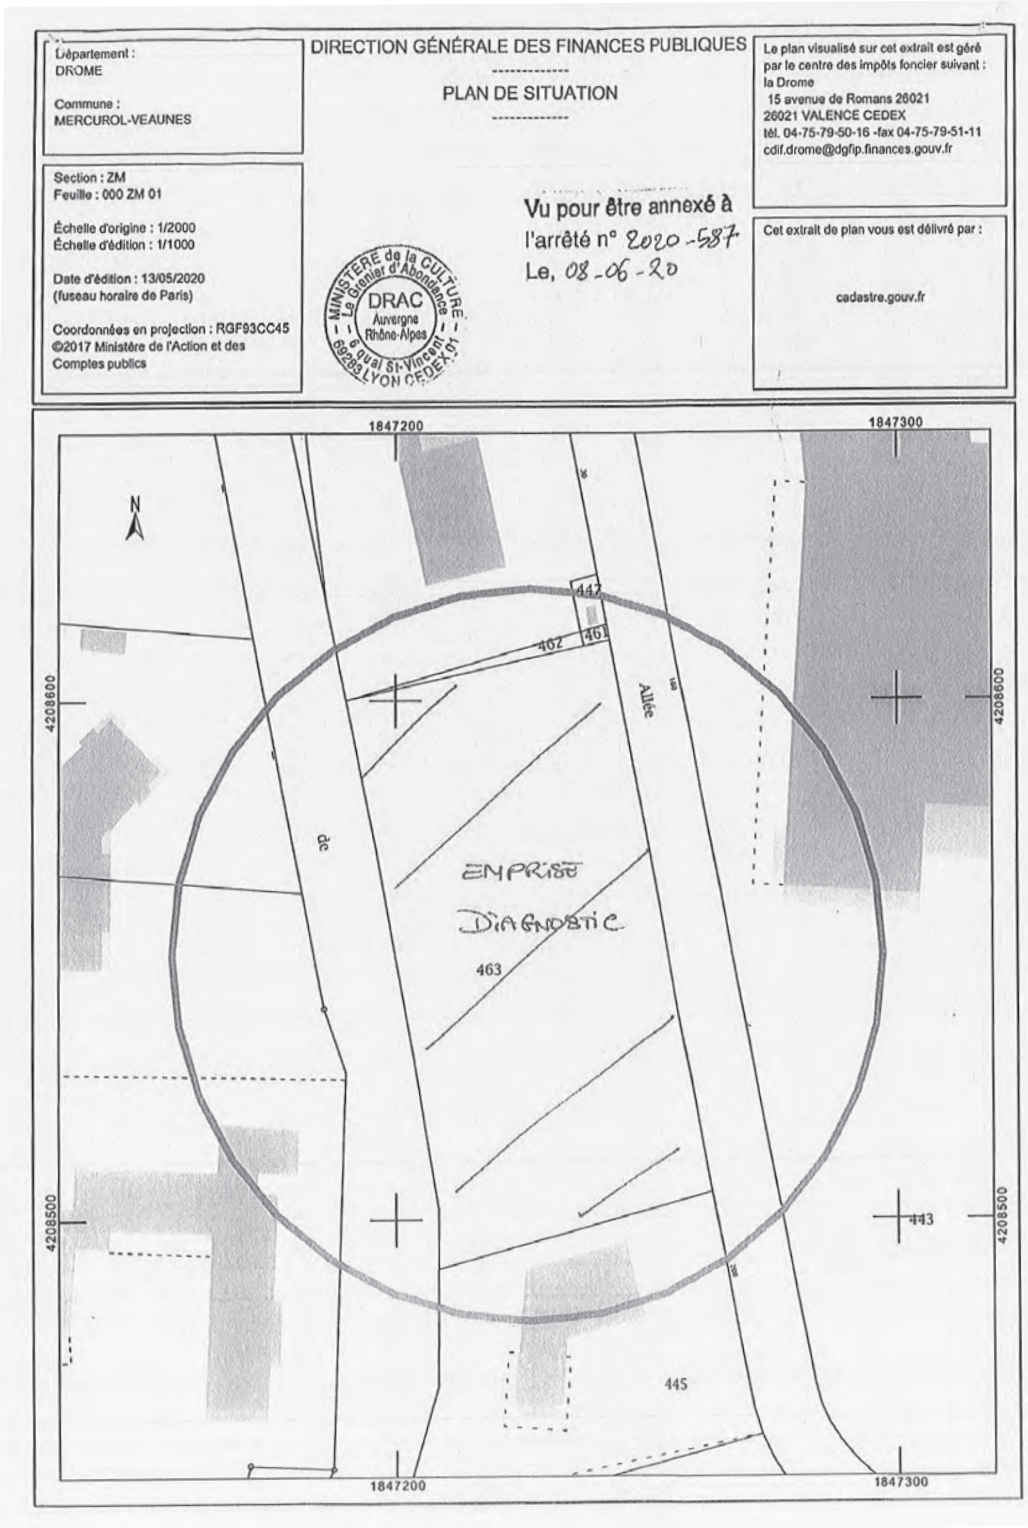 Département :
DROME
Commune :
MERCUROL-VEAUNES
Section : ZM
Feuille : 000 ZM 01
Échelle d'origine : 1/2000
Échelle d'édition : 1/1000
Date d'édition : 13/05/2020
(fuseau horaire de Paris)
Coordonnées en projection : RGF93CC45
©2017 Ministère de l'Action et des
Comptes publics
DIRECTION GÉNÉRALE DES FINANCES PUBLIQUES
-------------
PLAN DE SITUATION
-------------
Vu pour être annexé à
l'arrêté n° 2020-587
Le, 08-06-20
MINISTÈRE de la CULTURE
Le Grenier d'Abondance
DRAC
Auvergne
Rhône-Alpes
6 quai St-Vincent
69283 LYON CEDEX 01
Le plan visualisé sur cet extrait est géré
par le centre des impôts foncier suivant :
la Drome
15 avenue de Romans 26021
26021 VALENCE CEDEX
tél. 04-75-79-50-16 -fax 04-75-79-51-11
cdif.drome@dgfip.finances.gouv.fr
Cet extrait de plan vous est délivré par :
cadastre.gouv.fr
1847200
1847300
N
30
447
461
462
4208600
4208600
Allée
100
de
EMPRISE
DIAGNOSTIC
463
4208500
4208500
443
200
445
1847200
1847300